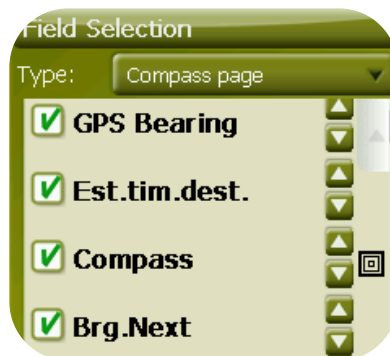 Field Selection
Type: Compass page
GPS Bearing
Est.tim.dest.
Compass
Brg.Next